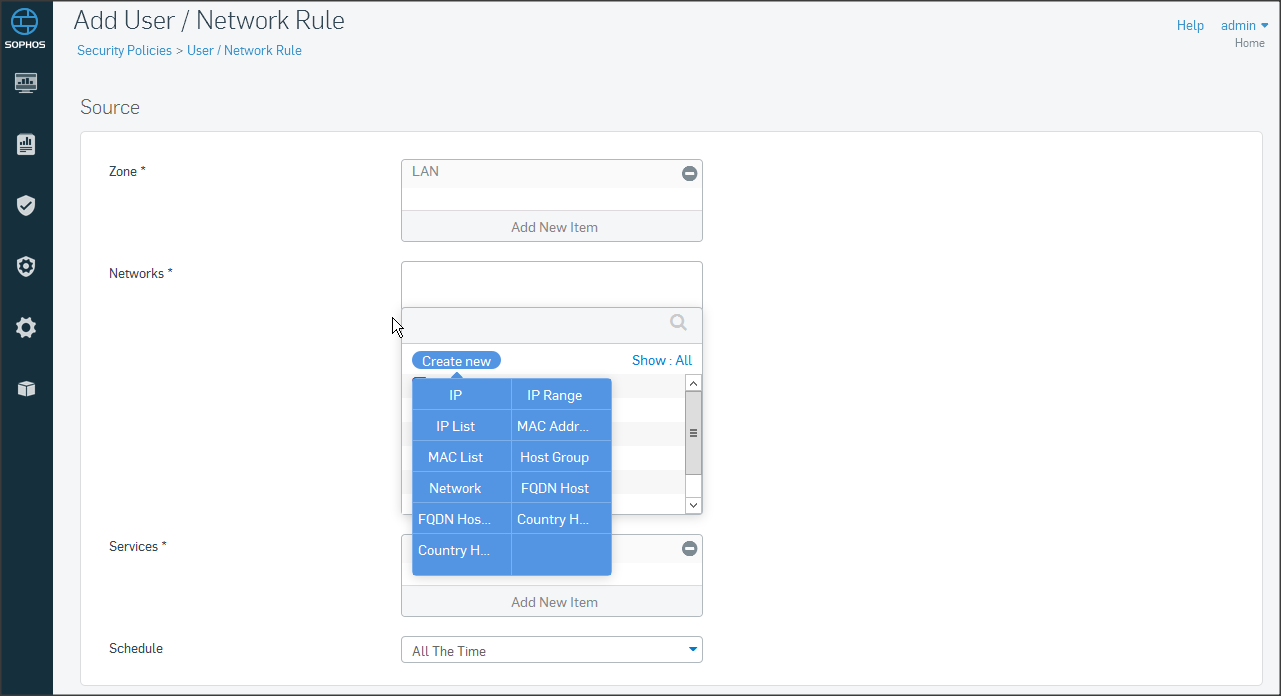 SOPHOS
Add User / Network Rule
Security Policies > User / Network Rule
Help admin
Home
Source
Zone *
LAN
Add New Item
Networks *
Create new
Show : All
IP
IP Range
IP List
MAC Addr...
MAC List
Host Group
Network
FQDN Host
FQDN Hos...
Country H...
Country H...
Services *
Add New Item
Schedule
All The Time